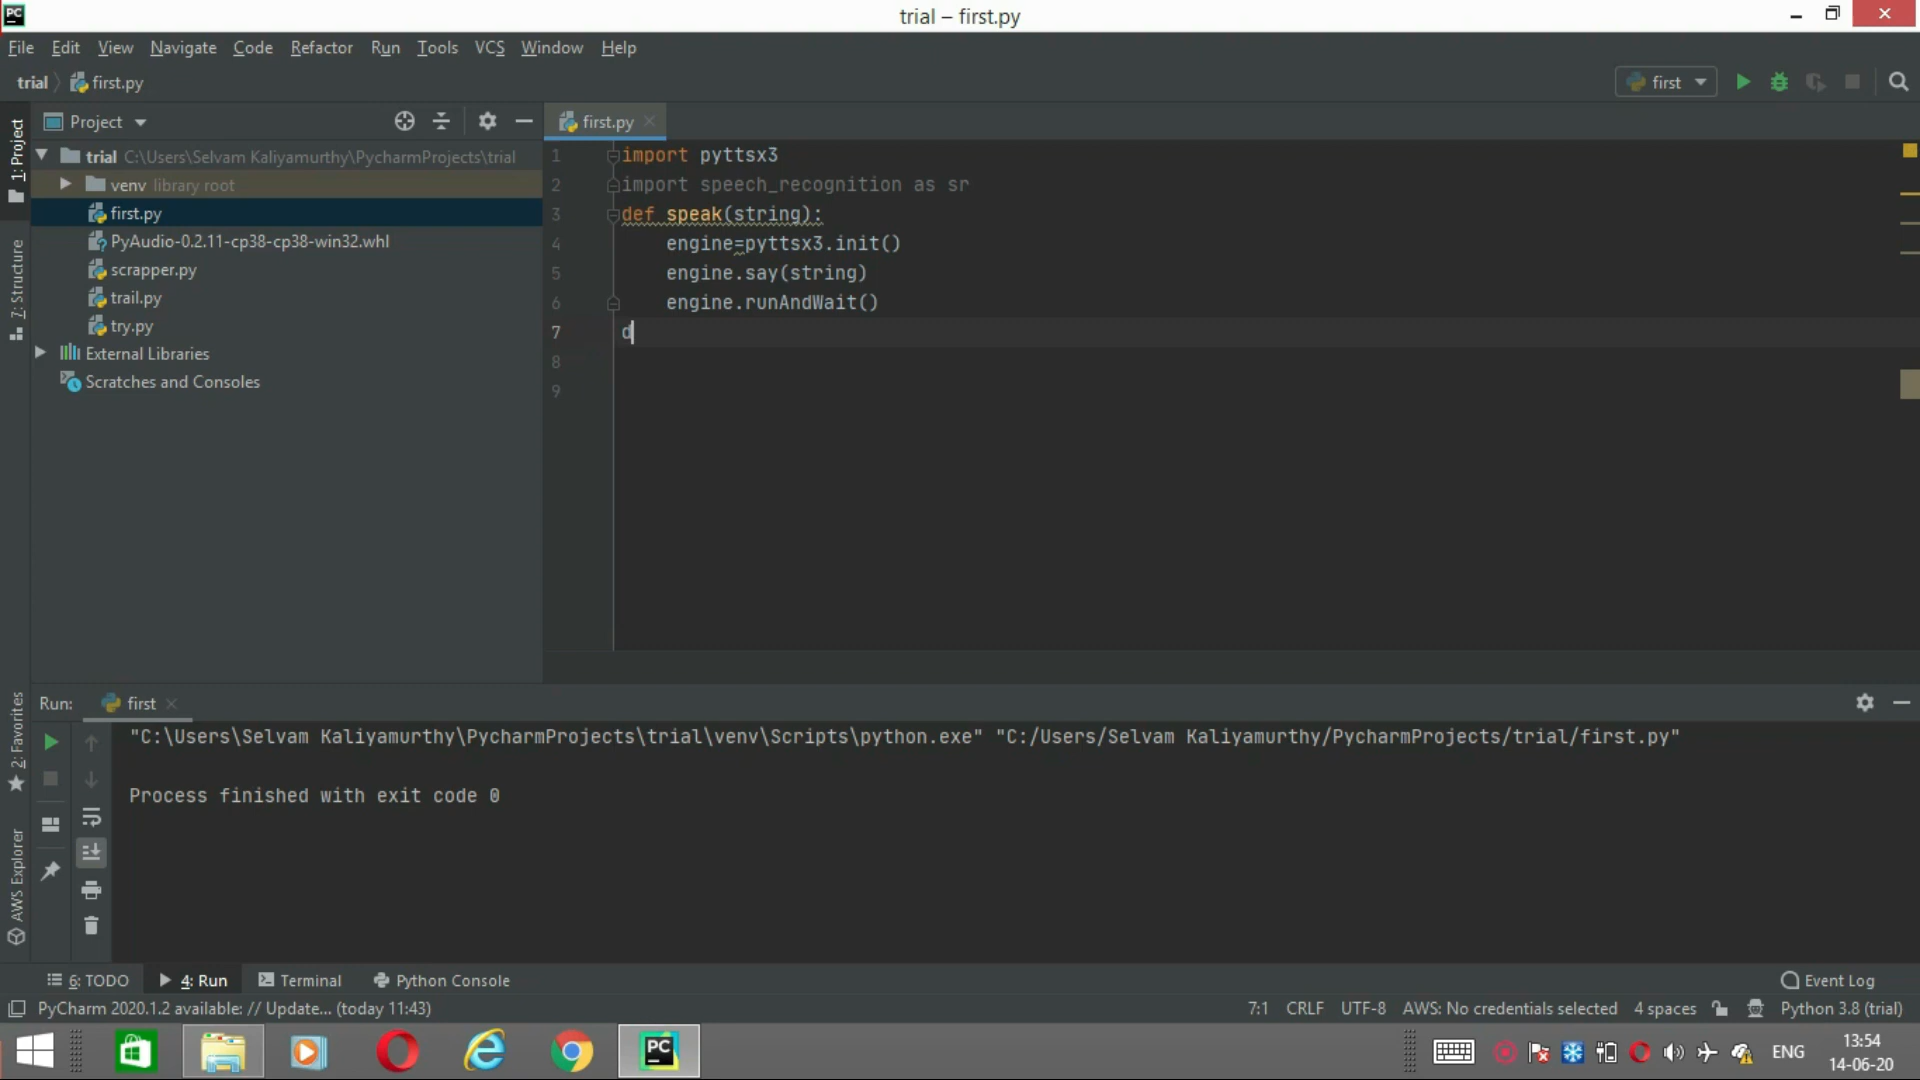 PC
trial – first.py
File Edit View Navigate Code Refactor Run Tools VCS Window Help
trial first.py
first
Project
first.py
1: Project
trial C:\Users\Selvam Kaliyamurthy\PycharmProjects\trial
venv library root
first.py
PyAudio-0.2.11-cp38-cp38-win32.whl
scrapper.py
trail.py
try.py
External Libraries
Scratches and Consoles
7: Structure
1 import pyttsx3
2 import speech_recognition as sr
3 def speak(string):
4 engine=pyttsx3.init()
5 engine.say(string)
6 engine.runAndWait()
7 d
8
9
Run: first
"C:\Users\Selvam Kaliyamurthy\PycharmProjects\trial\venv\Scripts\python.exe" "C:/Users/Selvam Kaliyamurthy/PycharmProjects/trial/first.py"
Process finished with exit code 0
2: Favorites
AWS Explorer
6: TODO 4: Run Terminal Python Console Event Log
PyCharm 2020.1.2 available: // Update... (today 11:43) 7:1 CRLF UTF-8 AWS: No credentials selected 4 spaces Python 3.8 (trial)
PC
ENG
13:54
14-06-20